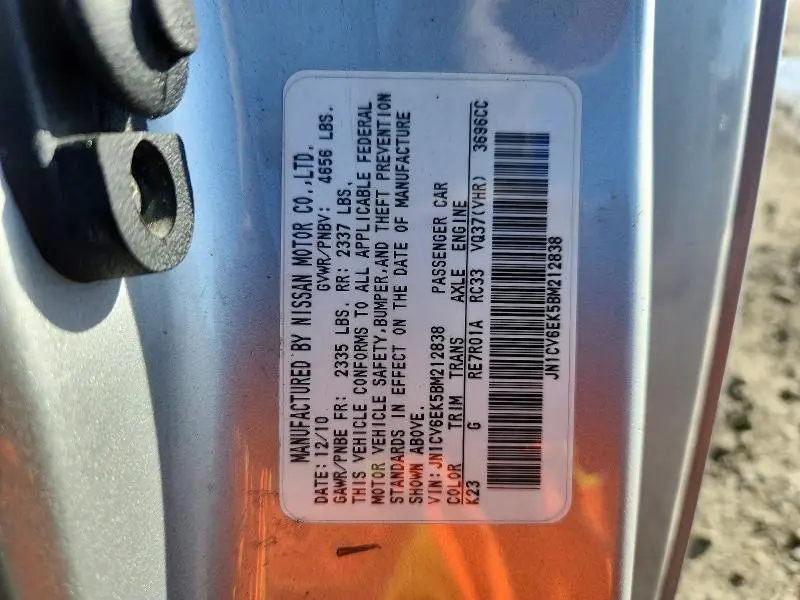 MANUFACTURED BY NISSAN MOTOR CO.,LTD.
DATE: 12/10 GVWR/PNBV: 4656 LBS.
GAWR/PNBE FR: 2335 LBS. RR: 2337 LBS.
THIS VEHICLE CONFORMS TO ALL APPLICABLE FEDERAL
MOTOR VEHICLE SAFETY,BUMPER,AND THEFT PREVENTION
STANDARDS IN EFFECT ON THE DATE OF MANUFACTURE
SHOWN ABOVE.
VIN: JN1CV6EK5BM212838 PASSENGER CAR
COLOR TRIM TRANS AXLE ENGINE
K23 G RE7R01A RC33 VQ37(VHR) 3696CC
JN1CV6EK5BM212838